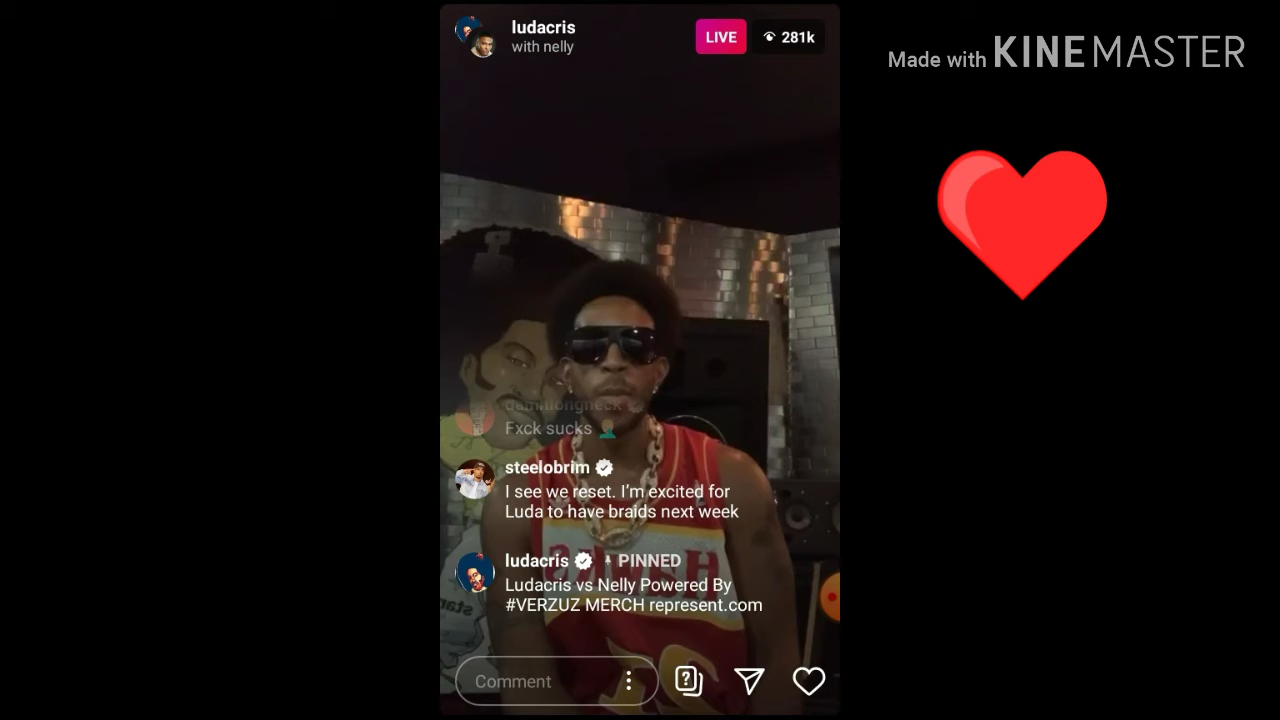 ludacris
with nelly
LIVE
281k
Made with KINEMASTER
Fxck sucks
steelobrim
I see we reset. I'm excited for
Luda to have braids next week
ludacris PINNED
Ludacris vs Nelly Powered By
#VERZUZ MERCH represent.com
Comment